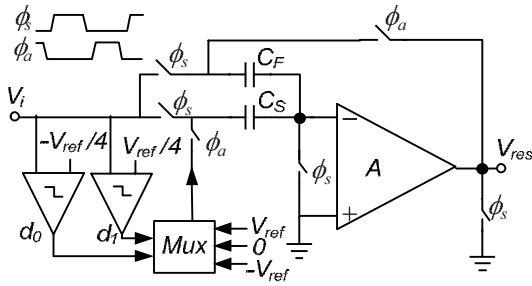 ϕs
ϕa
ϕs
CF
ϕa
Vi
ϕs
CS
−Vref /4
Vref /4
ϕa
ϕs
−
A
+
Vres
ϕs
d0
d1
Mux
Vref
0
-Vref